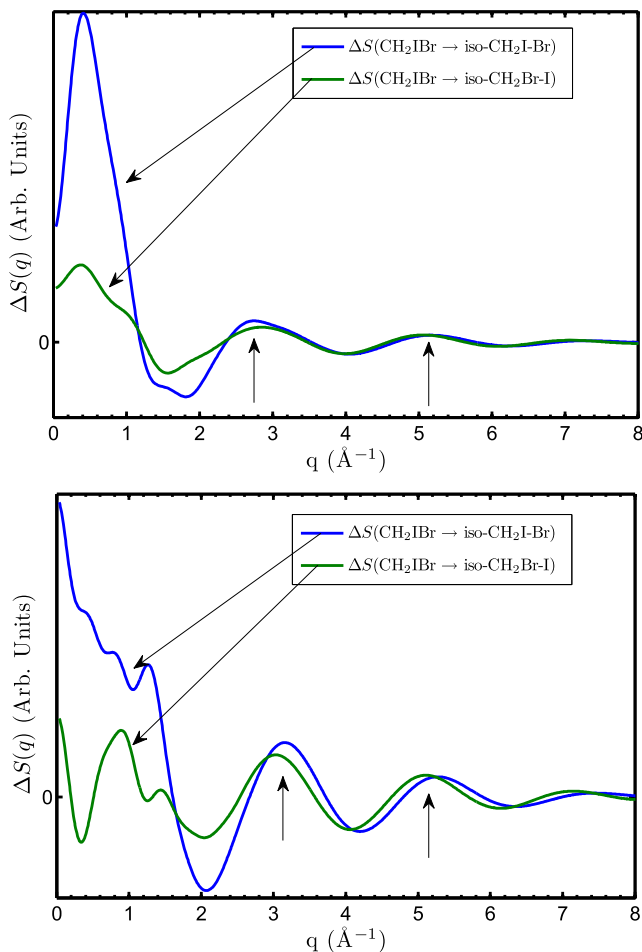 ΔS(CH₂IBr → iso-CH₂I-Br)
ΔS(CH₂IBr → iso-CH₂Br-I)
ΔS(q) (Arb. Units)
0
0 1 2 3 4 5 6 7 8
q (Å⁻¹)
ΔS(CH₂IBr → iso-CH₂I-Br)
ΔS(CH₂IBr → iso-CH₂Br-I)
ΔS(q) (Arb. Units)
0
0 1 2 3 4 5 6 7 8
q (Å⁻¹)